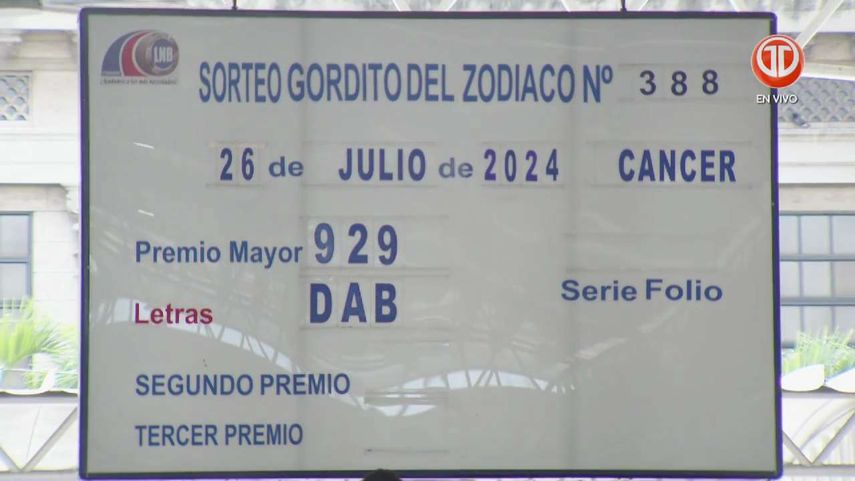 LNB
SORTEO GORDITO DEL ZODIACO Nº 388
26 de JULIO de 2024 CANCER
Premio Mayor 929
Letras DAB
Serie Folio
SEGUNDO PREMIO
TERCER PREMIO
EN VIVO